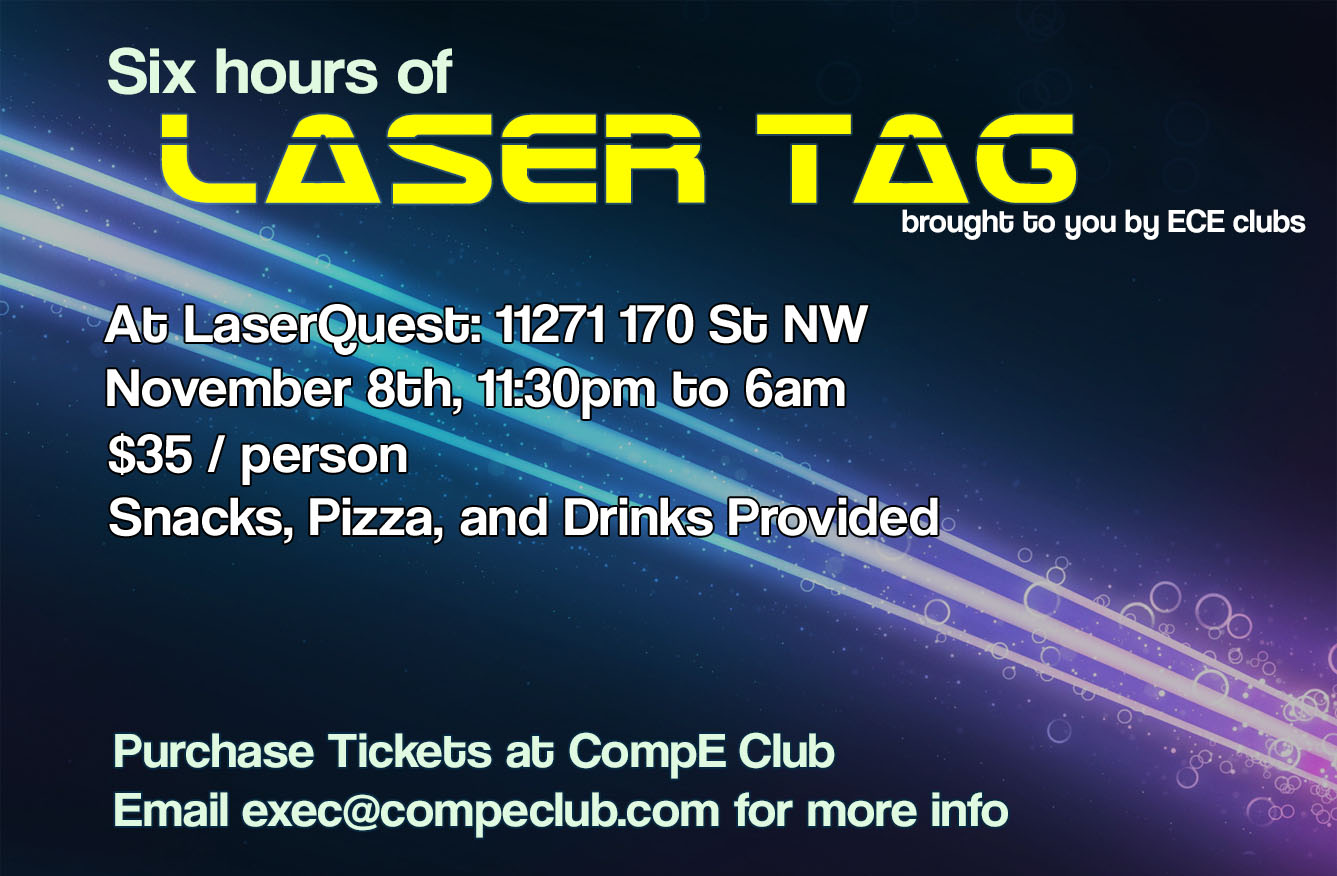 Six hours of
LASER TAG
brought to you by ECE clubs
At LaserQuest: 11271 170 St NW
November 8th, 11:30pm to 6am
$35 / person
Snacks, Pizza, and Drinks Provided
Purchase Tickets at CompE Club
Email exec@compeclub.com for more info